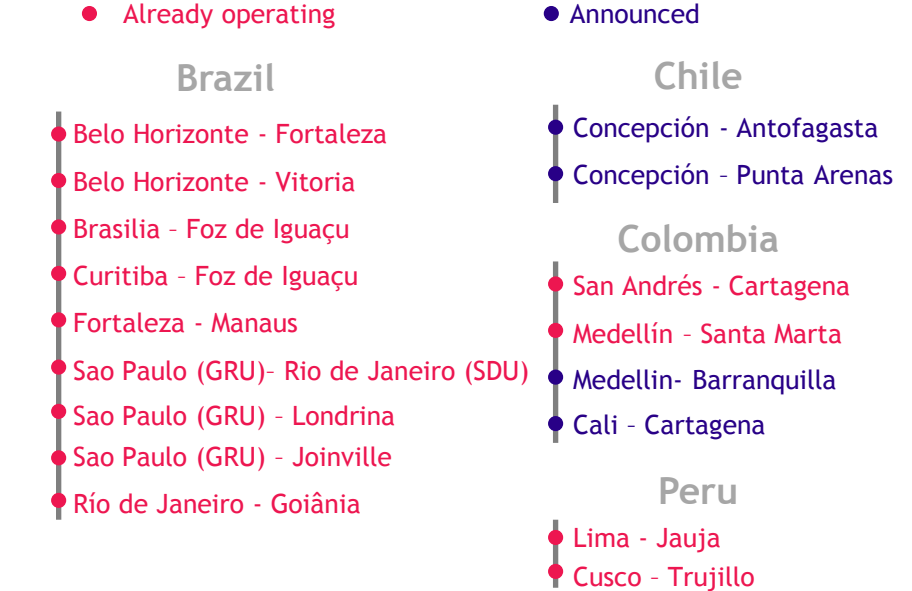 Already operating
Announced
Brazil
Belo Horizonte - Fortaleza
Belo Horizonte - Vitoria
Brasilia – Foz de Iguaçu
Curitiba – Foz de Iguaçu
Fortaleza - Manaus
Sao Paulo (GRU)– Rio de Janeiro (SDU)
Sao Paulo (GRU) – Londrina
Sao Paulo (GRU) – Joinville
Río de Janeiro - Goiânia
Chile
Concepción - Antofagasta
Concepción – Punta Arenas
Colombia
San Andrés - Cartagena
Medellín – Santa Marta
Medellin- Barranquilla
Cali – Cartagena
Peru
Lima - Jauja
Cusco – Trujillo